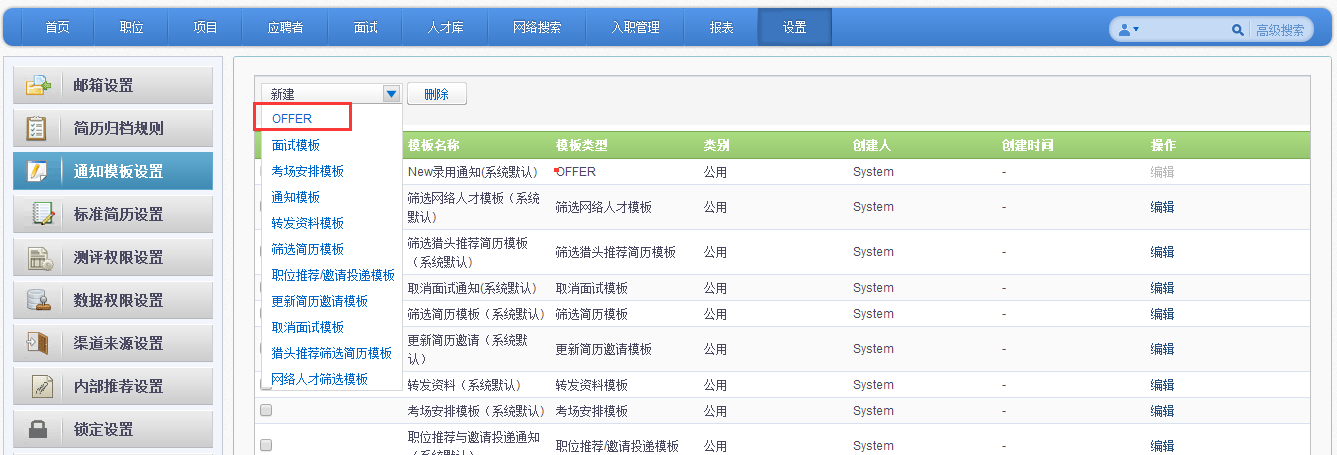 首页 职位 项目 应聘者 面试 人才库 网络搜索 入职管理 报表 设置 高级搜索
邮箱设置
简历归档规则
通知模板设置
标准简历设置
测评权限设置
数据权限设置
渠道来源设置
内部推荐设置
锁定设置
新建 删除
OFFER
面试模板
考场安排模板
通知模板
转发资料模板
筛选简历模板
职位推荐/邀请投递模板
更新简历邀请模板
取消面试模板
猎头推荐筛选简历模板
网络人才筛选模板
模板名称 模板类型 类别 创建人 创建时间 操作
New录用通知(系统默认) OFFER 公用 System - 编辑
筛选网络人才模板（系统
默认） 筛选网络人才模板 公用 System - 编辑
筛选猎头推荐简历模板
（系统默认） 筛选猎头推荐简历模板 公用 System - 编辑
取消面试通知(系统默认) 取消面试模板 公用 System - 编辑
筛选简历模板（系统默认） 筛选简历模板 公用 System - 编辑
更新简历邀请（系统默
认） 更新简历邀请模板 公用 System - 编辑
转发资料（系统默认） 转发资料模板 公用 System - 编辑
考场安排模板（系统默认） 考场安排模板 公用 System - 编辑
职位推荐与邀请投递通知
（系统默认） 职位推荐/邀请投递模板 公用 System - 编辑